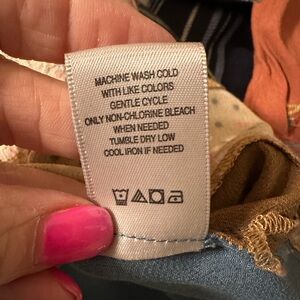 MACHINE WASH COLD
WITH LIKE COLORS
GENTLE CYCLE
ONLY NON-CHLORINE BLEACH
WHEN NEEDED
TUMBLE DRY LOW
COOL IRON IF NEEDED